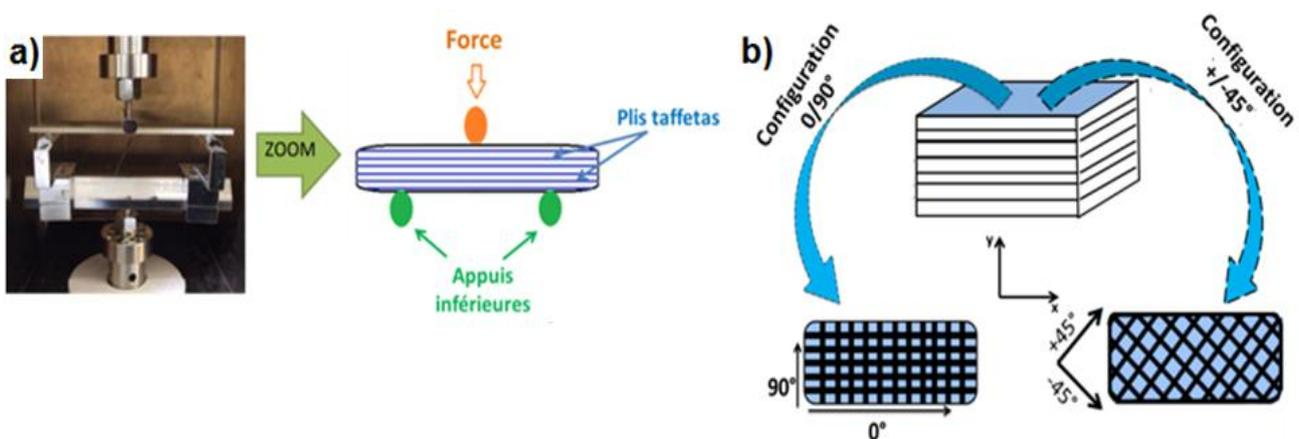 a)
Force
Plis taffetas
ZOOM
Appuis
inférieures
b)
Configuration
0/90°
Configuration
+/-45°
Y
x
90°
0°
+45°
-45°